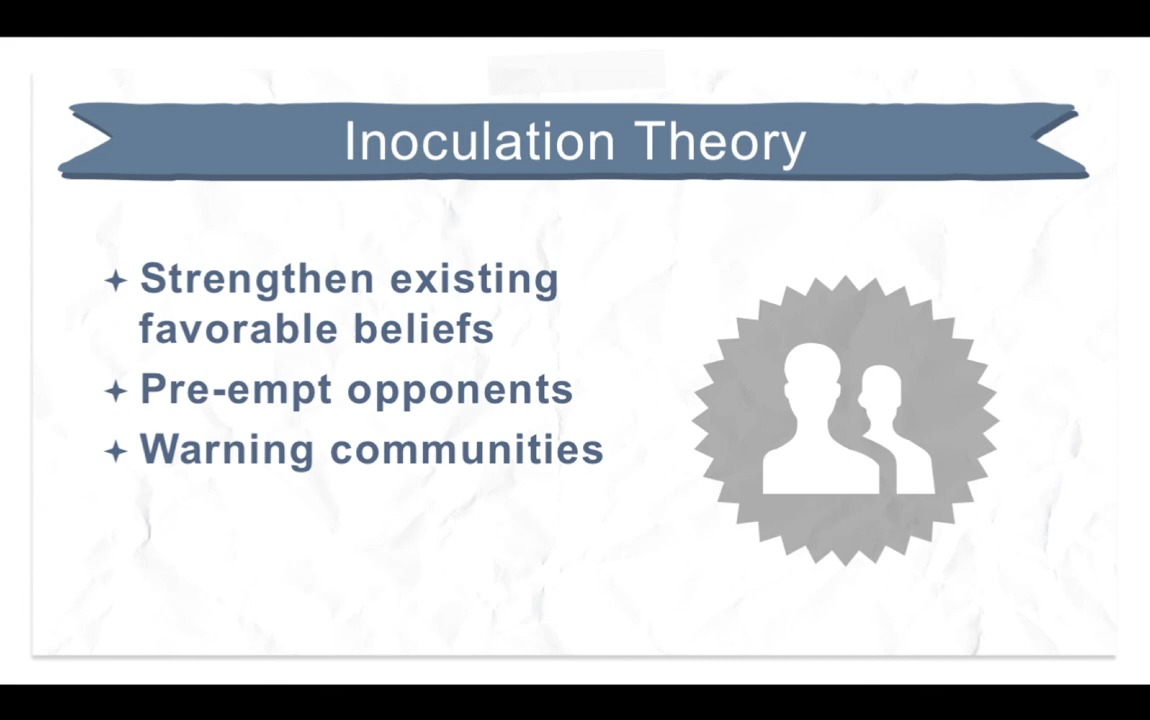 Inoculation Theory
Strengthen existing
favorable beliefs
Pre-empt opponents
Warning communities